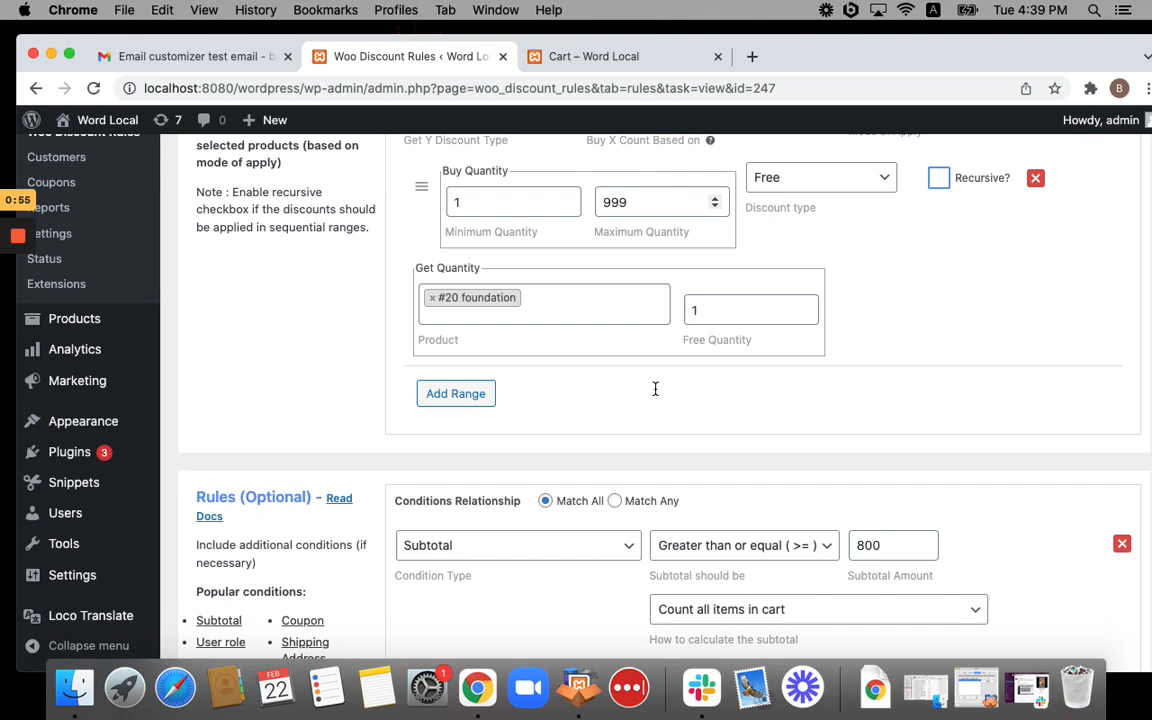 Chrome File Edit View History Bookmarks Profiles Tab Window Help Tue 4:39 PM
Email customizer test email - b
Woo Discount Rules ‹ Word Lo
Cart – Word Local
localhost:8080/wordpress/wp-admin/admin.php?page=woo_discount_rules&tab=rules&task=view&id=247
Word Local 7 0 New Howdy, admin
Customers
Coupons
Reports
Settings
Status
Extensions
Products
Analytics
Marketing
Appearance
Plugins 3
Snippets
Users
Tools
Settings
Loco Translate
Collapse menu
0:55
selected products (based on
mode of apply)
Note : Enable recursive
checkbox if the discounts should
be applied in sequential ranges.
Get Y Discount Type Buy X Count Based on
Buy Quantity
1 999
Minimum Quantity Maximum Quantity
Free
Discount type
Recursive?
Get Quantity
× #20 foundation
1
Product Free Quantity
Add Range
Rules (Optional) - Read
Docs
Include additional conditions (if
necessary)
Popular conditions:
• Subtotal • Coupon
• User role • Shipping
Address
Conditions Relationship Match All Match Any
Subtotal Greater than or equal ( >= ) 800
Condition Type Subtotal should be Subtotal Amount
Count all items in cart
How to calculate the subtotal
FEB
22
1